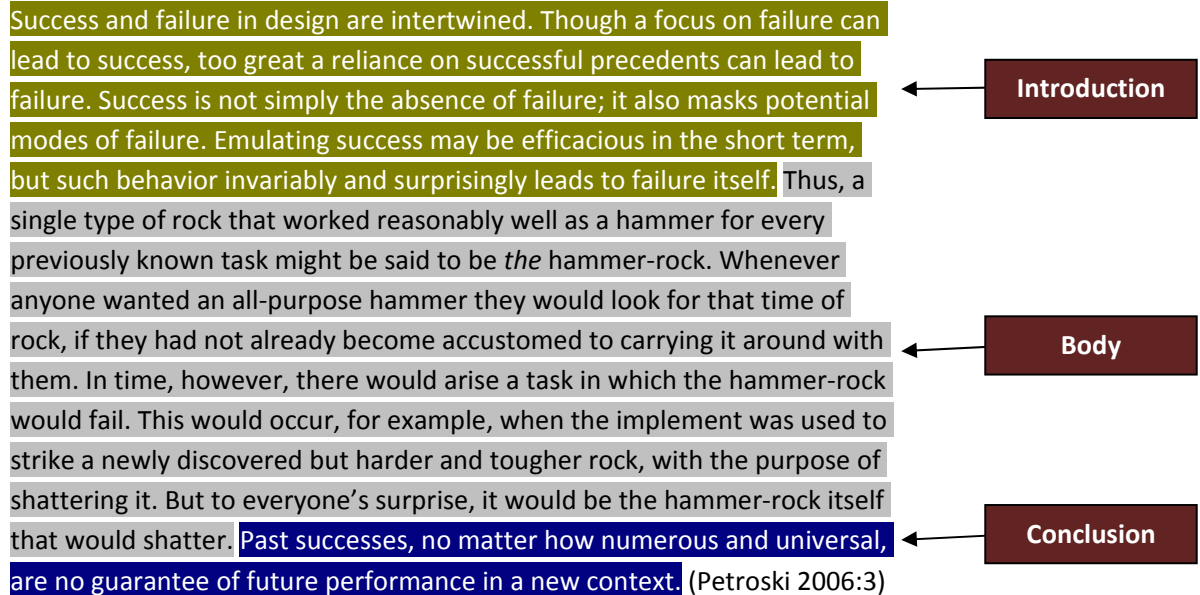 Success and failure in design are intertwined. Though a focus on failure can
lead to success, too great a reliance on successful precedents can lead to
failure. Success is not simply the absence of failure; it also masks potential
modes of failure. Emulating success may be efficacious in the short term,
but such behavior invariably and surprisingly leads to failure itself. Thus, a
single type of rock that worked reasonably well as a hammer for every
previously known task might be said to be the hammer-rock. Whenever
anyone wanted an all-purpose hammer they would look for that time of
rock, if they had not already become accustomed to carrying it around with
them. In time, however, there would arise a task in which the hammer-rock
would fail. This would occur, for example, when the implement was used to
strike a newly discovered but harder and tougher rock, with the purpose of
shattering it. But to everyone’s surprise, it would be the hammer-rock itself
that would shatter. Past successes, no matter how numerous and universal,
are no guarantee of future performance in a new context. (Petroski 2006:3)
Introduction
Body
Conclusion